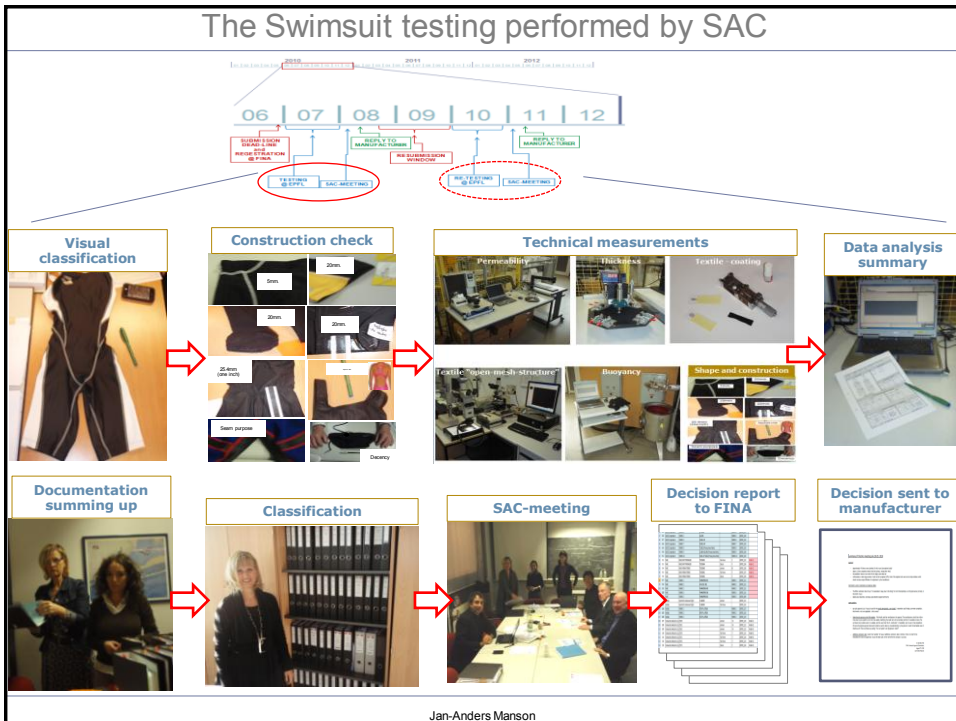 The Swimsuit testing performed by SAC
2010 2011 2012
06 07 08 09 10 11 12
SUBMISSION
DEAD-LINE
and
REGESTRATION
@ FINA
REPLY TO
MANUFACTURER
RESUBMISSION
WINDOW
REPLY TO
MANUFACTURER
TESTING
@ EPFL
SAC-MEETING
RE-TESTING
@ EPFL
SAC-MEETING
Visual
classification
Construction check
5mm.
20mm.
20mm.
20mm.
25.4mm
(one inch)
Seam purpose
Decency
Technical measurements
Permeability
Thickness
Textile - coating
Textile "open-mesh-structure"
Buoyancy
Shape and construction
Data analysis
summary
Documentation
summing up
Classification
SAC-meeting
Decision report
to FINA
Decision sent to
manufacturer
Jan-Anders Manson